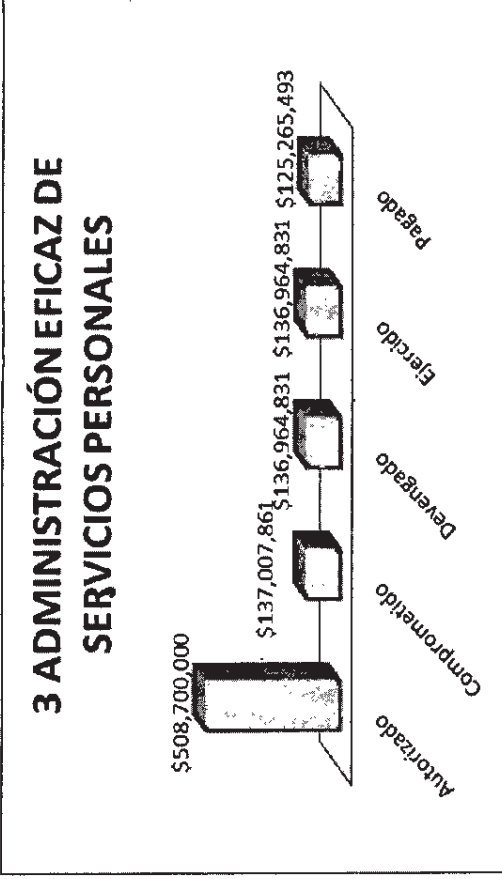 3 ADMINISTRACIÓN EFICAZ DE
SERVICIOS PERSONALES
$508,700,000
$137,007,861
$136,964,831
$136,964,831
$125,265,493
Autorizado
Comprometido
Devengado
Ejercido
Pagado